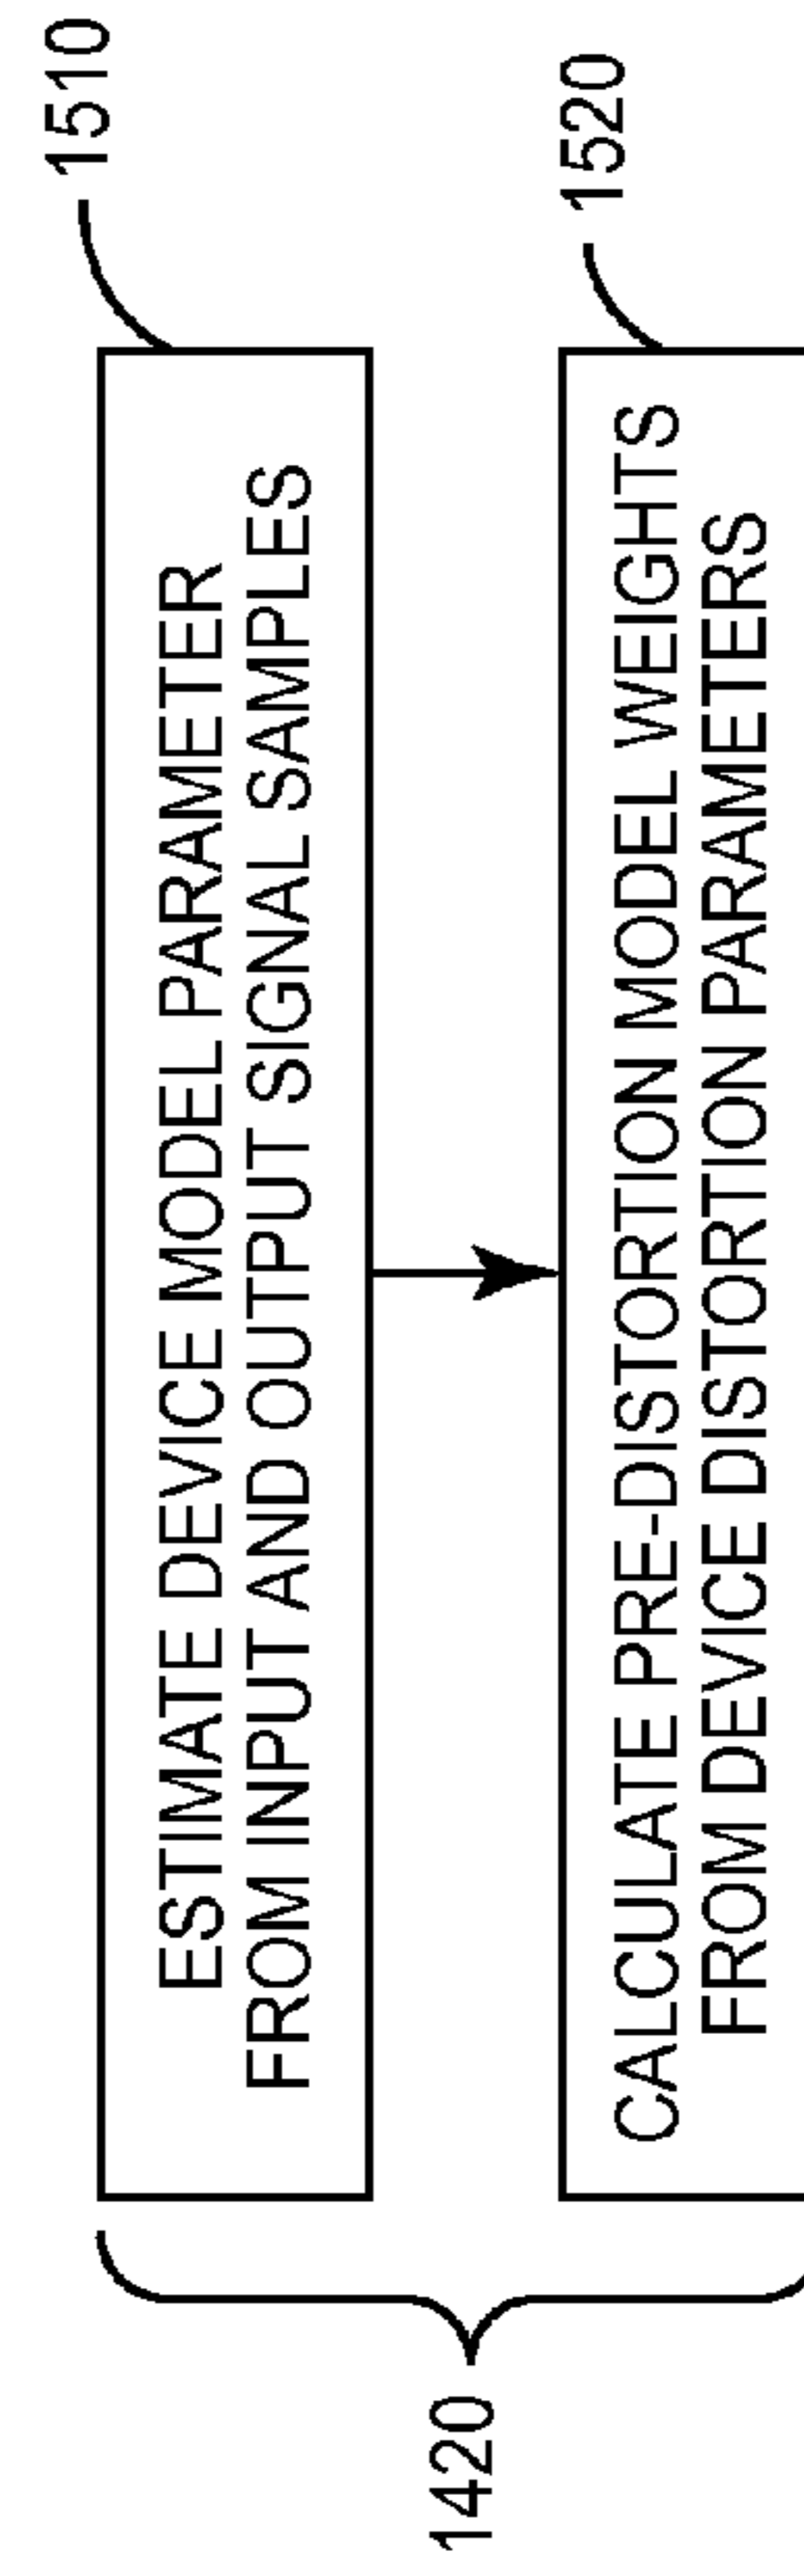 1510
ESTIMATE DEVICE MODEL PARAMETER
FROM INPUT AND OUTPUT SIGNAL SAMPLES
1520
CALCULATE PRE-DISTORTION MODEL WEIGHTS
FROM DEVICE DISTORTION PARAMETERS
1420